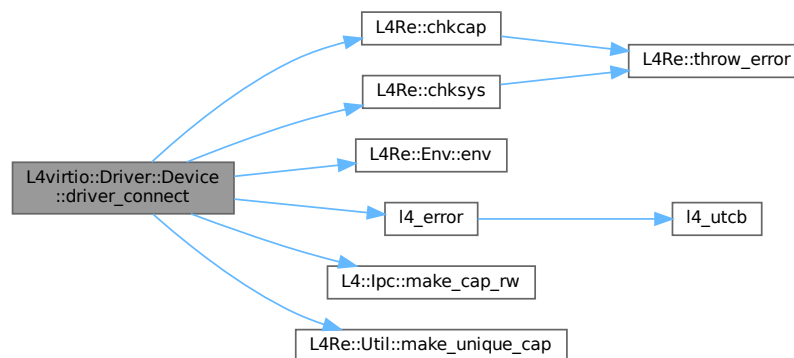 L4virtio::Driver::Device
::driver_connect
L4Re::chkcap
L4Re::chksys
L4Re::throw_error
L4Re::Env::env
l4_error
l4_utcb
L4::Ipc::make_cap_rw
L4Re::Util::make_unique_cap